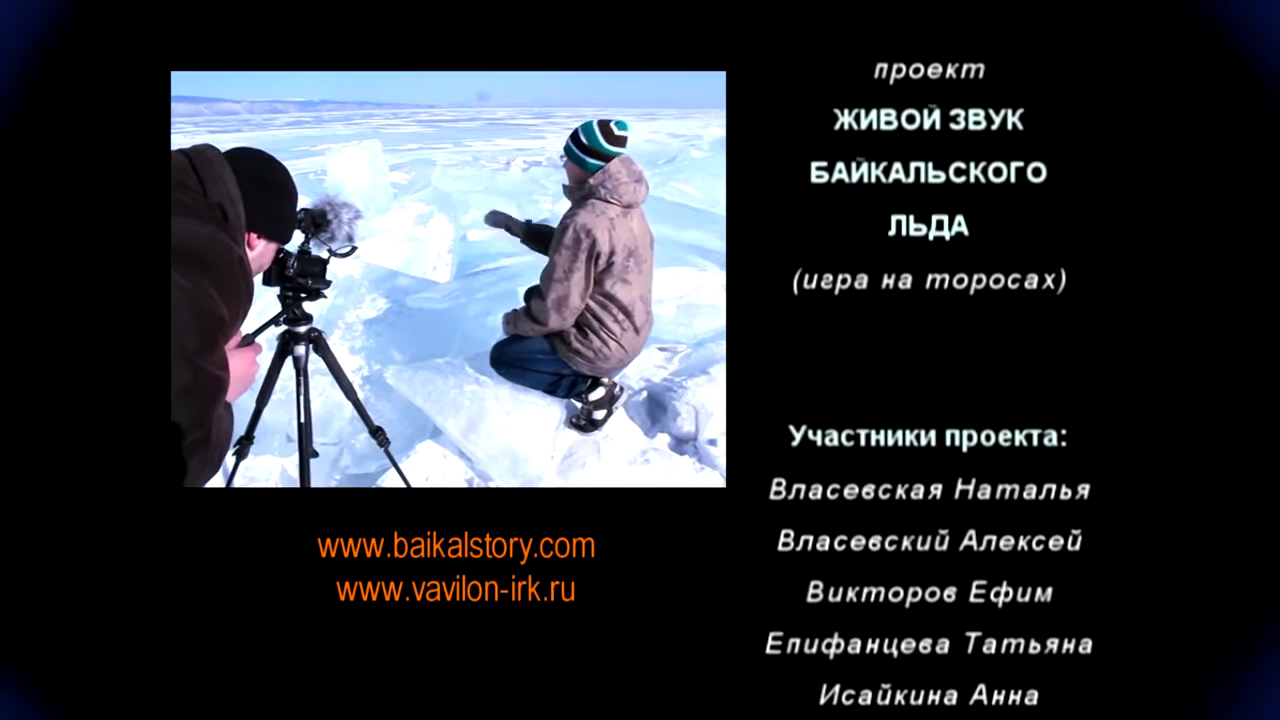 проект
ЖИВОЙ ЗВУК
БАЙКАЛЬСКОГО
ЛЬДА
(игра на торосах)
Участники проекта:
Власевская Наталья
Власевский Алексей
Викторов Ефим
Епифанцева Татьяна
Исайкина Анна
www.baikalstory.com
www.vavilon-irk.ru